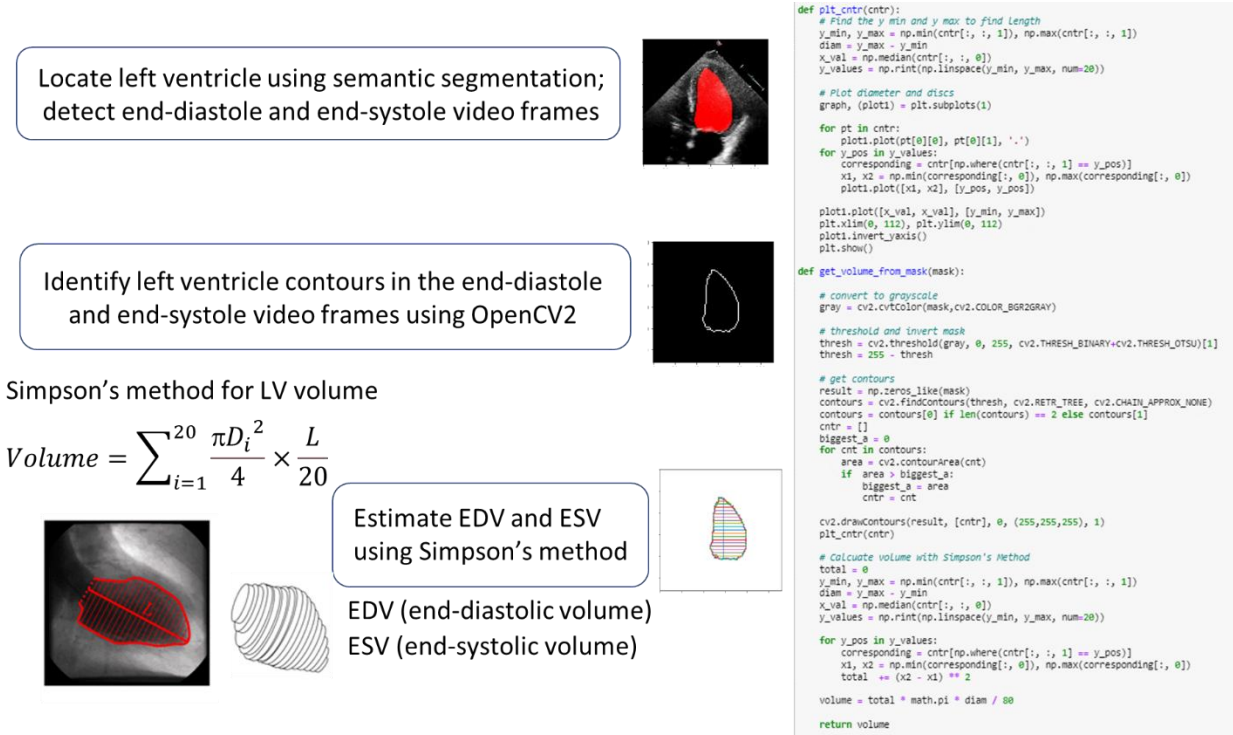 Locate left ventricle using semantic segmentation;
detect end-diastole and end-systole video frames
Identify left ventricle contours in the end-diastole
and end-systole video frames using OpenCV2
Simpson's method for LV volume
Volume = ∑_{i=1}^{20} πD_i²/4 × L/20
L
Estimate EDV and ESV
using Simpson's method
EDV (end-diastolic volume)
ESV (end-systolic volume)
def plt_cntr(cntr):
    # Find the y min and y max to find length
    y_min, y_max = np.min(cntr[:, :, 1]), np.max(cntr[:, :, 1])
    diam = y_max - y_min
    x_val = np.median(cntr[:, :, 0])
    y_values = np.rint(np.linspace(y_min, y_max, num=20))

    # Plot diameter and discs
    graph, (plot1) = plt.subplots(1)

    for pt in cntr:
        plot1.plot(pt[0][0], pt[0][1], '.')
    for y_pos in y_values:
        corresponding = cntr[np.where(cntr[:, :, 1] == y_pos)]
        x1, x2 = np.min(corresponding[:, 0]), np.max(corresponding[:, 0])
        plot1.plot([x1, x2], [y_pos, y_pos])

    plot1.plot([x_val, x_val], [y_min, y_max])
    plt.xlim(0, 112), plt.ylim(0, 112)
    plot1.invert_yaxis()
    plt.show()

def get_volume_from_mask(mask):

    # convert to grayscale
    gray = cv2.cvtColor(mask,cv2.COLOR_BGR2GRAY)

    # threshold and invert mask
    thresh = cv2.threshold(gray, 0, 255, cv2.THRESH_BINARY+cv2.THRESH_OTSU)[1]
    thresh = 255 - thresh

    # get contours
    result = np.zeros_like(mask)
    contours = cv2.findContours(thresh, cv2.RETR_TREE, cv2.CHAIN_APPROX_NONE)
    contours = contours[0] if len(contours) == 2 else contours[1]
    cntr = []
    biggest_a = 0
    for cnt in contours:
        area = cv2.contourArea(cnt)
        if  area > biggest_a:
            biggest_a = area
            cntr = cnt

    cv2.drawContours(result, [cntr], 0, (255,255,255), 1)
    plt_cntr(cntr)

    # Calcuate volume with Simpson's Method
    total = 0
    y_min, y_max = np.min(cntr[:, :, 1]), np.max(cntr[:, :, 1])
    diam = y_max - y_min
    x_val = np.median(cntr[:, :, 0])
    y_values = np.rint(np.linspace(y_min, y_max, num=20))

    for y_pos in y_values:
        corresponding = cntr[np.where(cntr[:, :, 1] == y_pos)]
        x1, x2 = np.min(corresponding[:, 0]), np.max(corresponding[:, 0])
        total  += (x2 - x1) ** 2

    volume = total * math.pi * diam / 80

    return volume